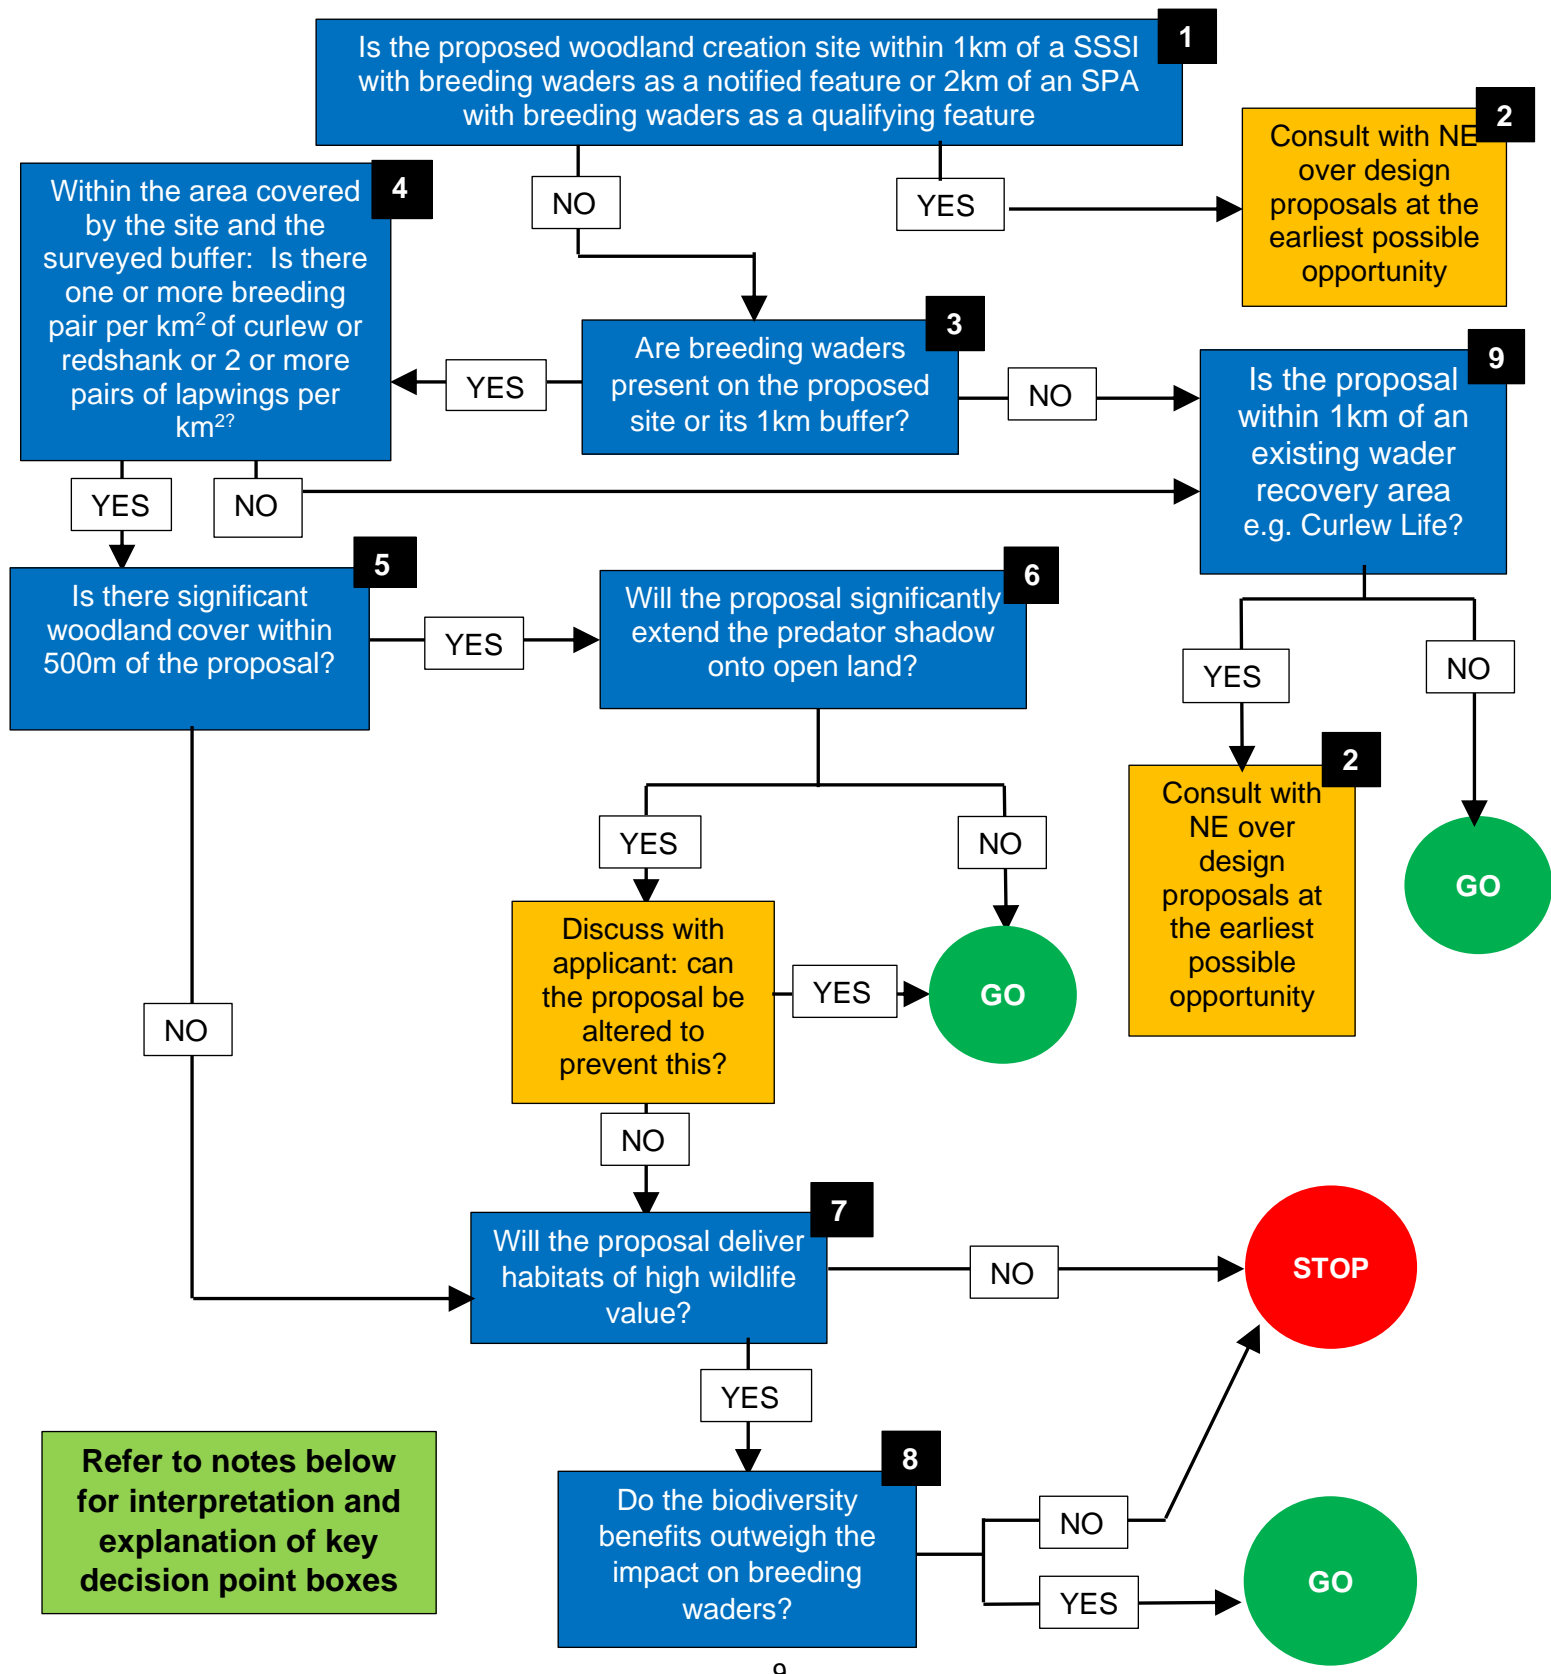 1
Is the proposed woodland creation site within 1km of a SSSI
with breeding waders as a notified feature or 2km of an SPA
with breeding waders as a qualifying feature
2
Consult with NE
over design
proposals at the
earliest possible
opportunity
NO
YES
4
Within the area covered
by the site and the
surveyed buffer: Is there
one or more breeding
pair per km² of curlew or
redshank or 2 or more
pairs of lapwings per
km²?
3
Are breeding waders
present on the proposed
site or its 1km buffer?
YES
NO
9
Is the proposal
within 1km of an
existing wader
recovery area
e.g. Curlew Life?
YES
NO
5
Is there significant
woodland cover within
500m of the proposal?
YES
6
Will the proposal significantly
extend the predator shadow
onto open land?
YES
NO
2
Consult with
NE over
design
proposals at
the earliest
possible
opportunity
GO
YES
NO
Discuss with
applicant: can
the proposal be
altered to
prevent this?
YES
GO
NO
NO
7
Will the proposal deliver
habitats of high wildlife
value?
NO
STOP
YES
8
Do the biodiversity
benefits outweigh the
impact on breeding
waders?
NO
YES
GO
Refer to notes below
for interpretation and
explanation of key
decision point boxes
9